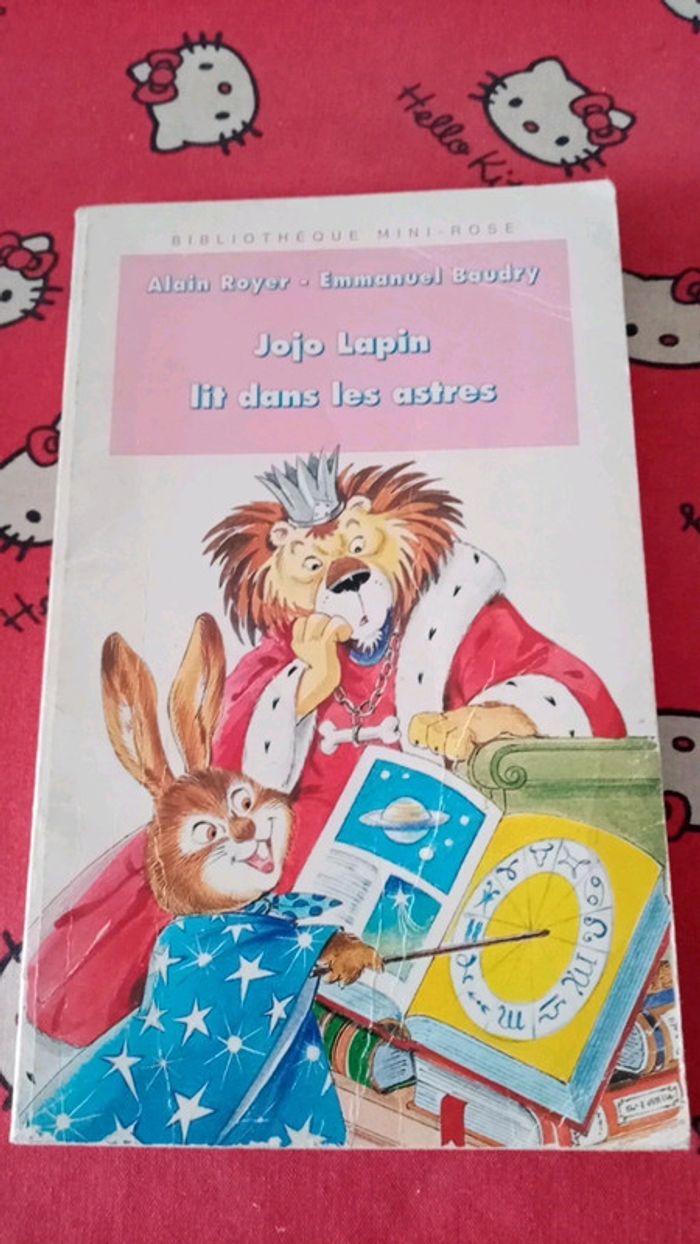 Hello Ki
BIBLIOTHÈQUE MINI-ROSE
Alain Royer - Emmanuel Baudry
Jojo Lapin
lit dans les astres